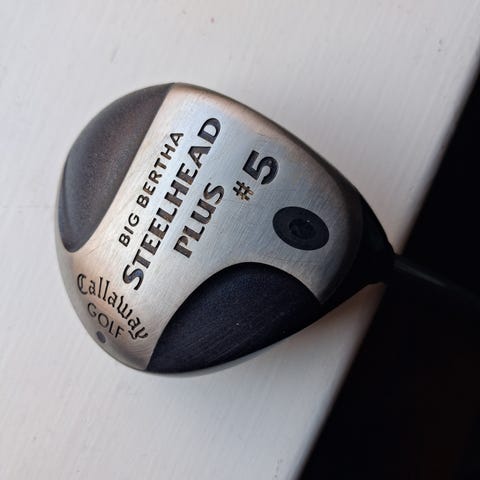 BIG BERTHA
STEELHEAD
PLUS #5
Callaway
GOLF